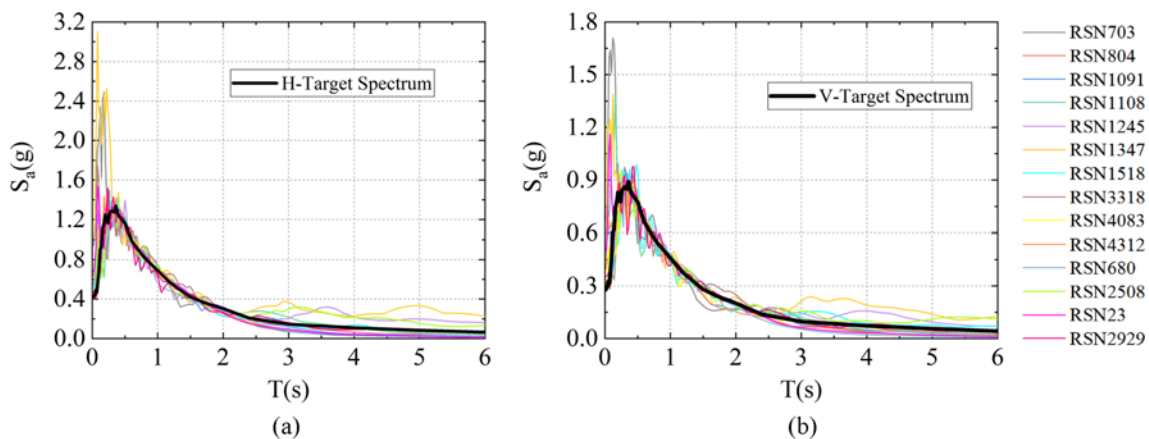 3.2
2.8
2.4
2.0
1.6
1.2
0.8
0.4
0.0
Sa(g)
H-Target Spectrum
0 1 2 3 4 5 6
T(s)
(a)
1.8
1.5
1.2
0.9
0.6
0.3
0.0
Sa(g)
V-Target Spectrum
0 1 2 3 4 5 6
T(s)
(b)
RSN703
RSN804
RSN1091
RSN1108
RSN1245
RSN1347
RSN1518
RSN3318
RSN4083
RSN4312
RSN680
RSN2508
RSN23
RSN2929